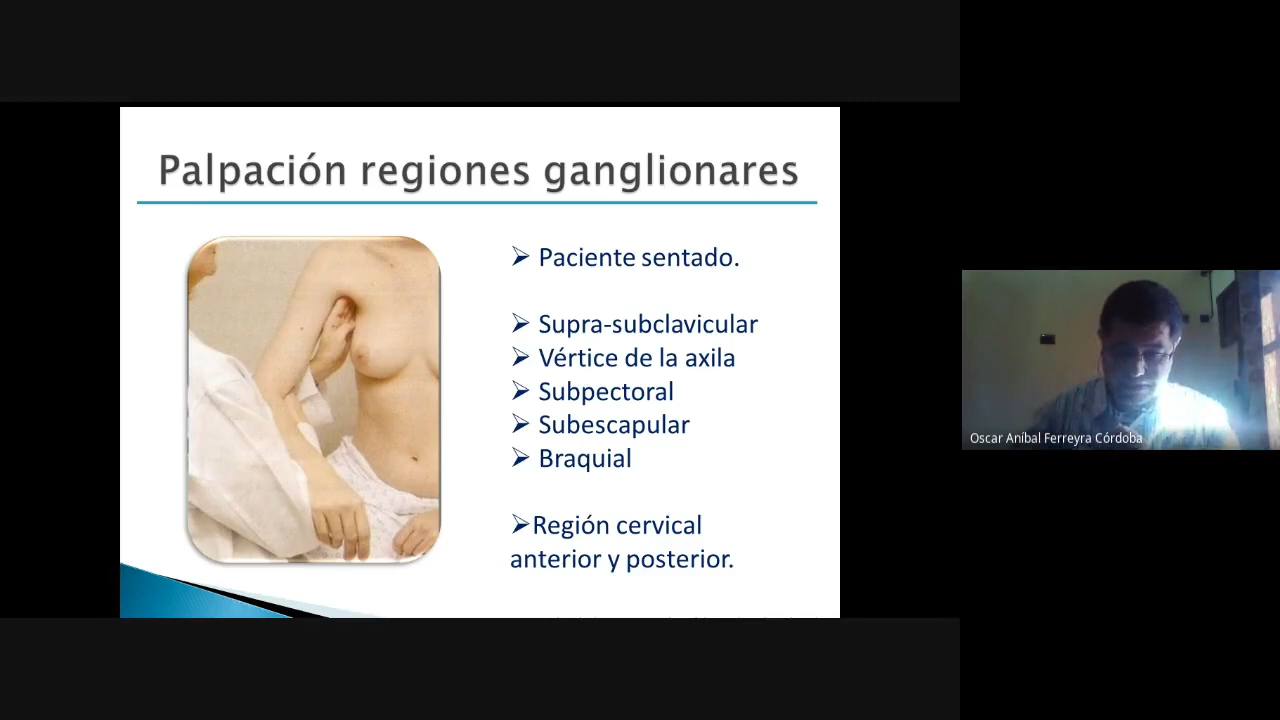 Palpación regiones ganglionares
➢ Paciente sentado.
➢ Supra-subclavicular
➢ Vértice de la axila
➢ Subpectoral
➢ Subescapular
➢ Braquial
➢Región cervical
anterior y posterior.
Oscar Aníbal Ferreyra Córdoba